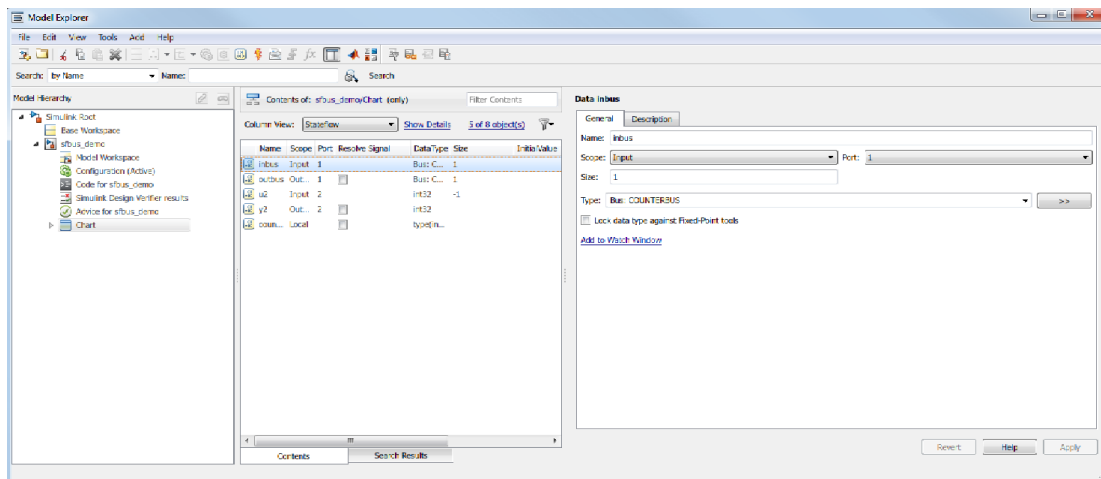 Model Explorer
File Edit View Tools Add Help
Search: by Name Name: Search
Model Hierarchy
Simulink Root
Base Workspace
sfbus_demo
Model Workspace
Configuration (Active)
Code for sfbus_demo
Simulink Design Verifier results
Advice for sfbus_demo
Chart
Contents of: sfbus_demo/Chart (only) Filter Contents
Column View: Stateflow Show Details 5 of 8 object(s)
Name Scope Port Resolve Signal DataType Size InitialValue
inbus Input 1 Bus: C... 1
outbus Out... 1 Bus: C... 1
u2 Input 2 int32 -1
y2 Out... 2 int32
coun... Local type(in...
Contents Search Results
Data inbus
General Description
Name: inbus
Scope: Input Port: 1
Size: 1
Type: Bus: COUNTERBUS >>
Lock data type against Fixed-Point tools
Add to Watch Window
Revert Help Apply